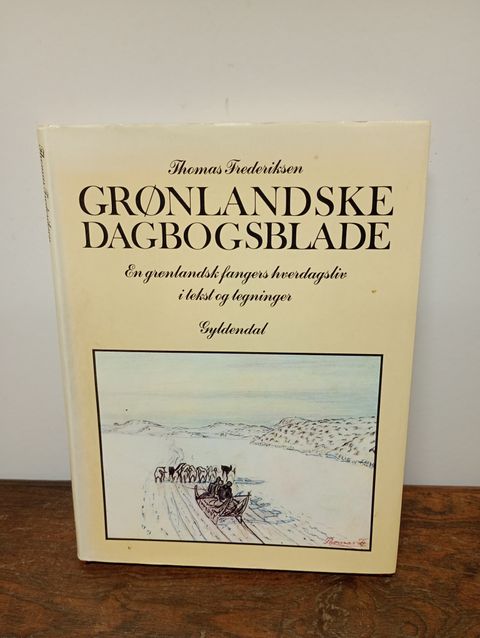 Thomas Frederiksen
GRØNLANDSKE
DAGBOGSBLADE
En grønlandsk fangers hverdagsliv
i tekst og tegninger
Gyldendal